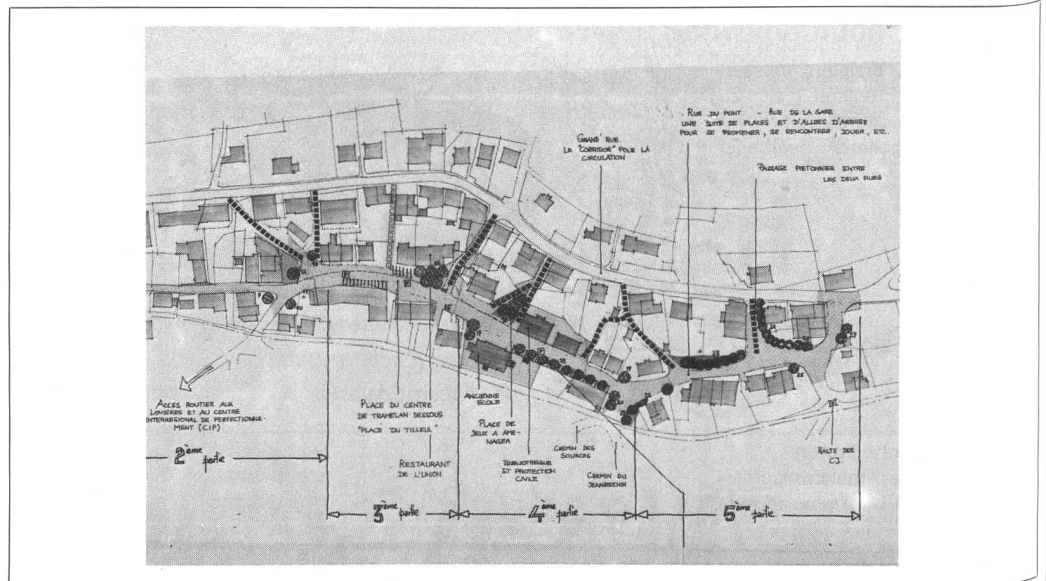 RUE DU PONT - RUE DE LA GARE
UNE SUITE DE PLACES ET D'ALLEES D'ARBRES
POUR SE PROMENER, SE RENCONTRER, JOUER, ETC.
GRAND'RUE
LE "CORRIDOR" POUR LA
CIRCULATION
PASSAGE PIETONNIER ENTRE
LES DEUX RUES
ACCES ROUTIER AUX
LOVIERES ET AU CENTRE
INTERREGIONAL DE PERFECTIONNE-
MENT (CIP)
PLACE DU CENTRE
DE TRAMELAN DESSOUS
"PLACE DU TILLEUL"
RESTAURANT
DE L'UNION
ANCIENNE
ECOLE
PLACE DE
JEUX A AME-
NAGER
BIBLIOTHEQUE
ET PROTECTION
CIVILE
CHEMIN DES
SOURCES
CHEMIN DU
JEANBRENIN
HALTE DES
CJ
2ème partie
3ème partie
4ème partie
5ème partie